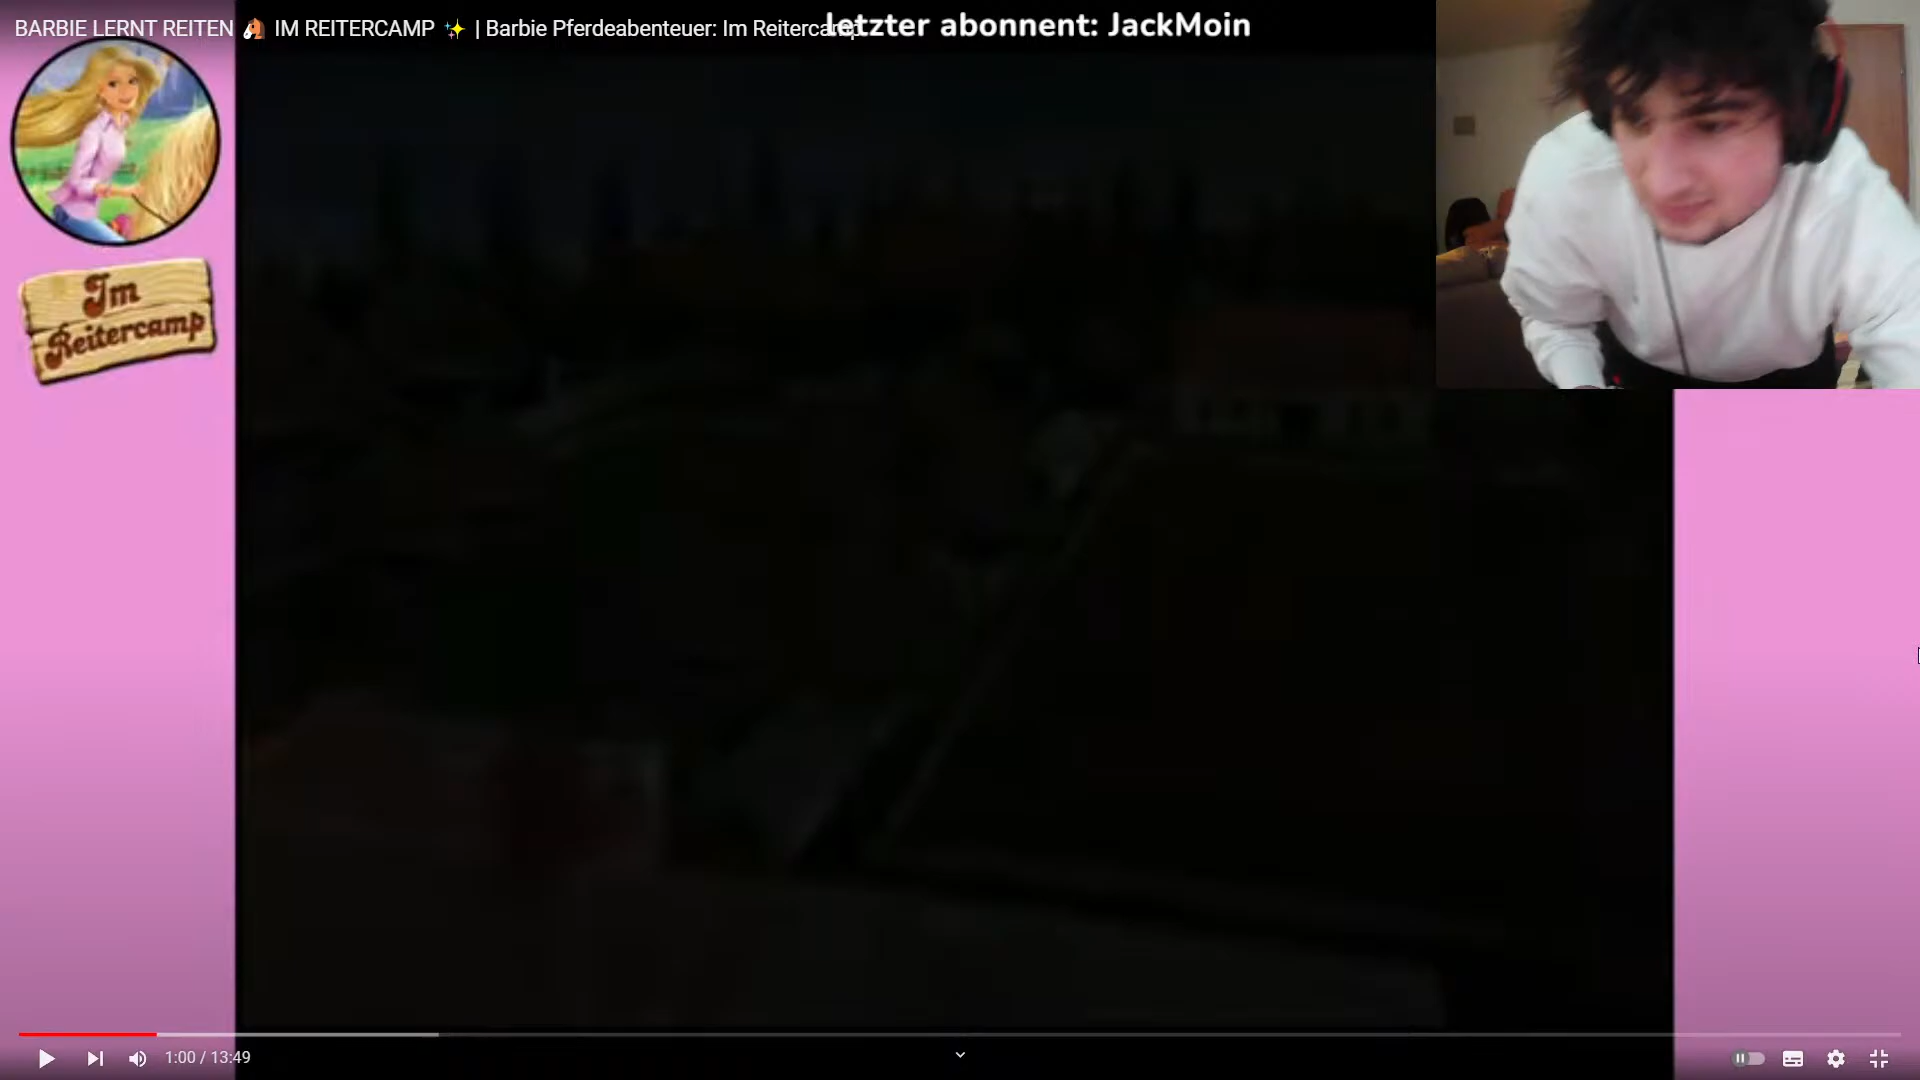 BARBIE LERNT REITEN 🐴 IM REITERCAMP ✨ | Barbie Pferdeabenteuer: Im Reitercamp
letzter abonnent: JackMoin
Im
Reitercamp
1:00 / 13:49